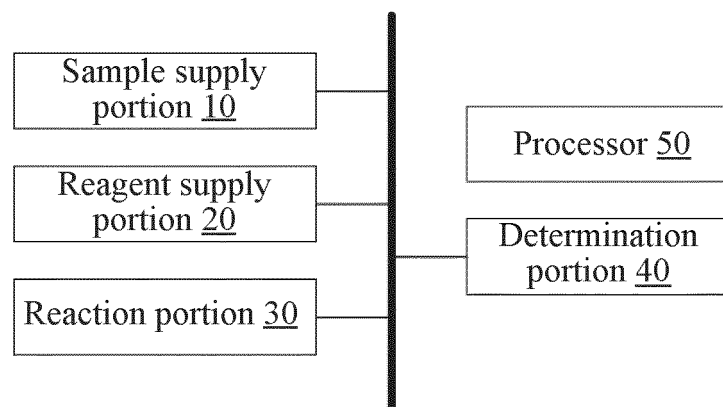 Sample supply
portion 10
Reagent supply
portion 20
Reaction portion 30
Processor 50
Determination
portion 40